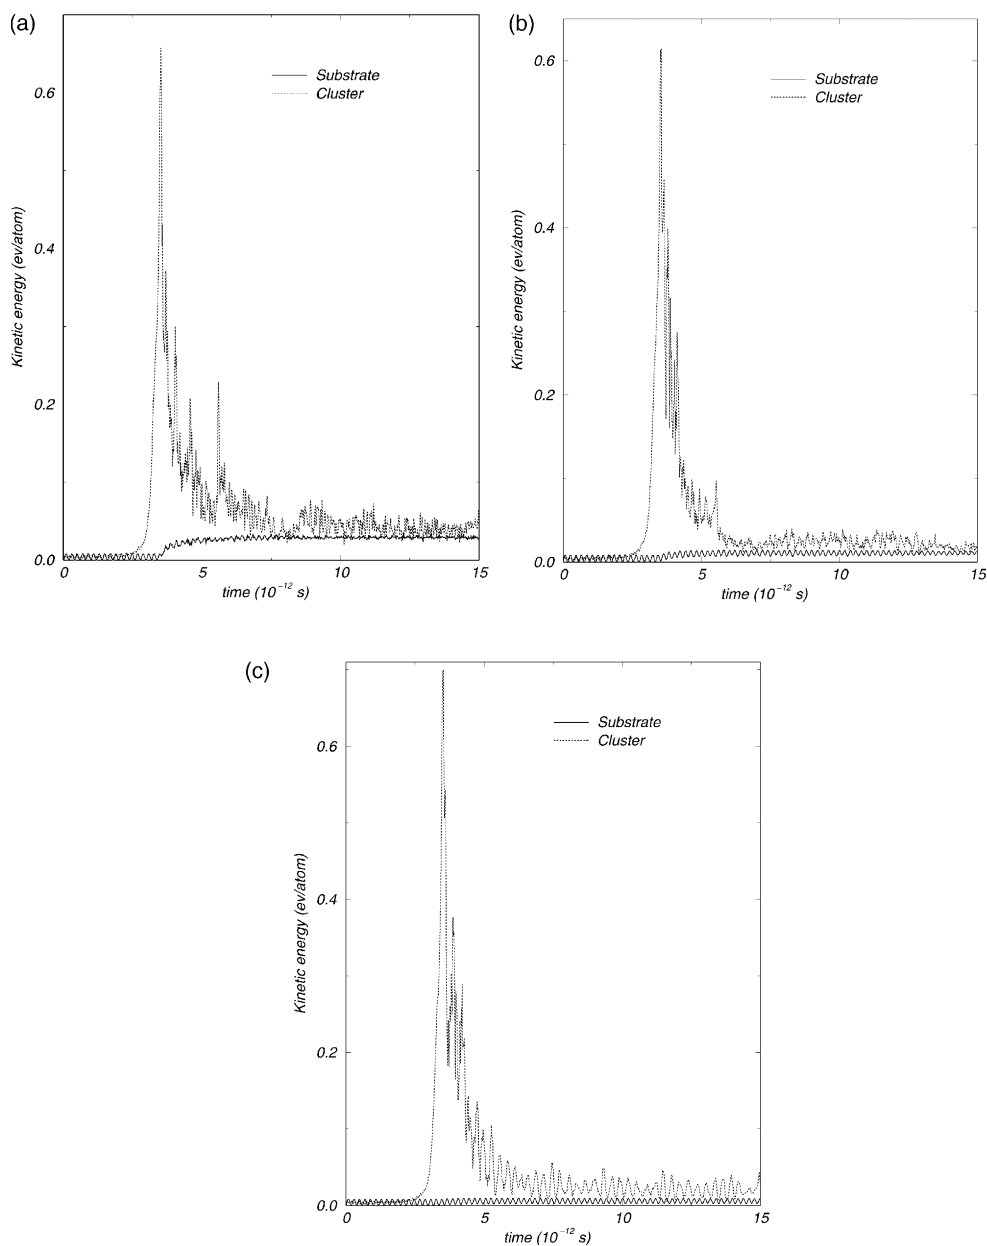 (a)
Substrate
Cluster
0.6
0.4
0.2
0.0
Kinetic energy (ev/atom)
0 5 10 15
time (10⁻¹² s)
(b)
Substrate
Cluster
0.6
0.4
0.2
0.0
Kinetic energy (ev/atom)
0 5 10 15
time (10⁻¹² s)
(c)
Substrate
Cluster
0.6
0.4
0.2
0.0
Kinetic energy (ev/atom)
0 5 10 15
time (10⁻¹² s)